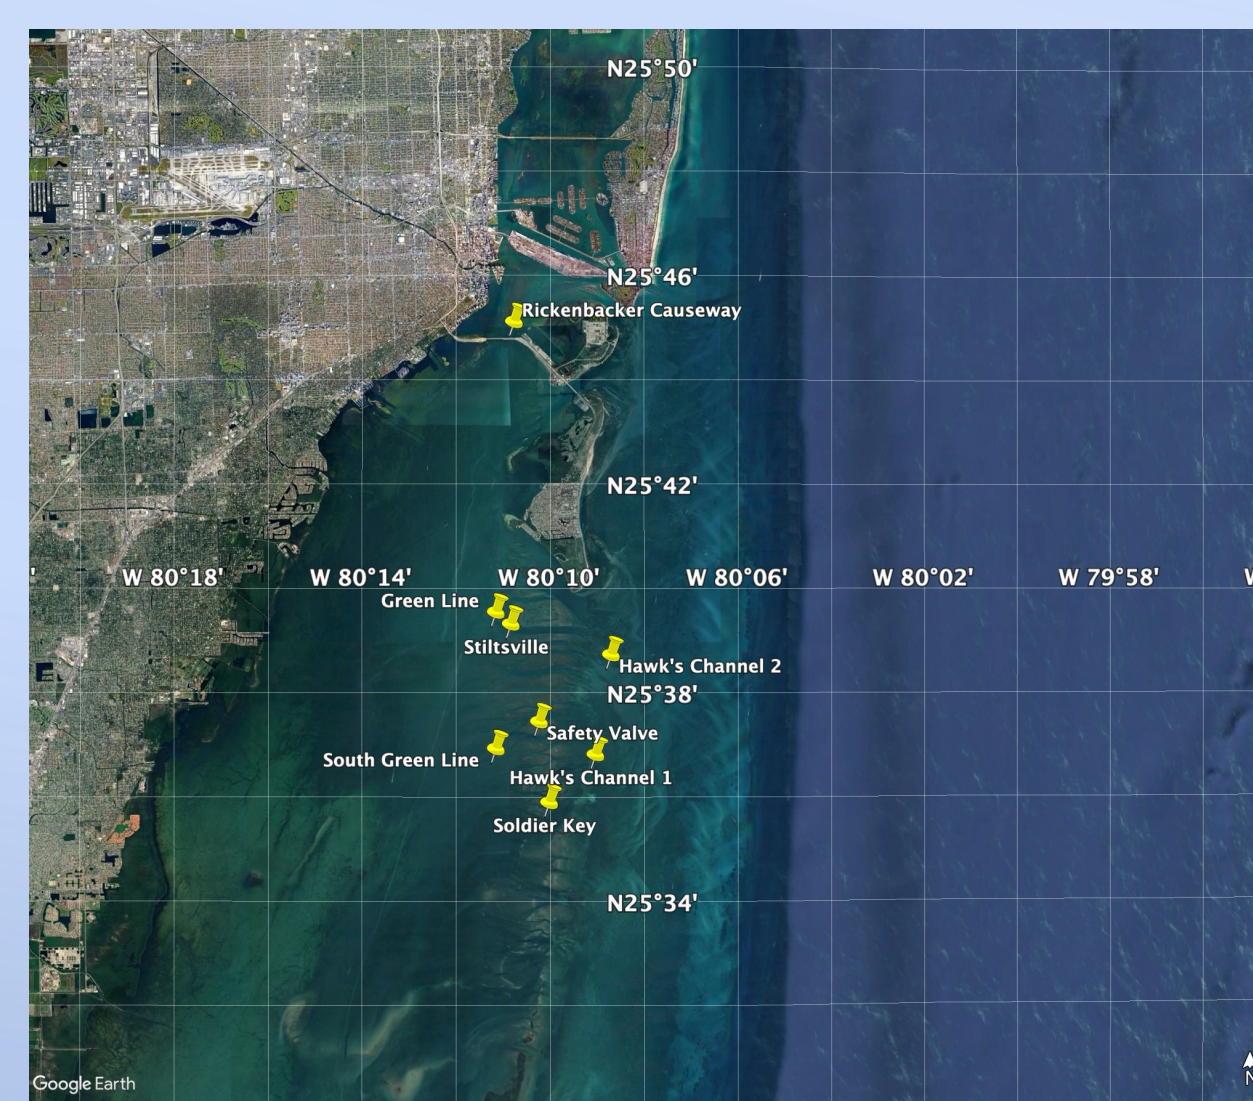 N25°50'
N25°46'
Rickenbacker Causeway
N25°42'
'
W 80°18'
W 80°14'
W 80°10'
W 80°06'
W 80°02'
W 79°58'
W
Green Line
Stiltsville
Hawk's Channel 2
N25°38'
Safety Valve
South Green Line
Hawk's Channel 1
Soldier Key
N25°34'
Google Earth
N